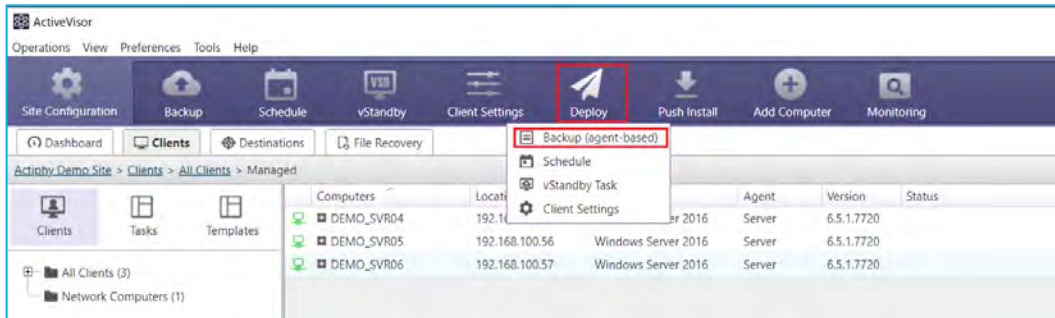 ActiveVisor
Operations View Preferences Tools Help
VSB
Site Configuration Backup Schedule vStandby Client Settings Deploy Push Install Add Computer Monitoring
Dashboard Clients Destinations File Recovery
Backup (agent-based)
Schedule
vStandby Task
Client Settings
Actiphy Demo Site > Clients > All Clients > Managed
Clients Tasks Templates
All Clients (3)
Network Computers (1)
Computers Agent Version Status
DEMO_SVR04 Server 6.5.1.7720
DEMO_SVR05 192.168.100.56 Windows Server 2016 Server 6.5.1.7720
DEMO_SVR06 192.168.100.57 Windows Server 2016 Server 6.5.1.7720